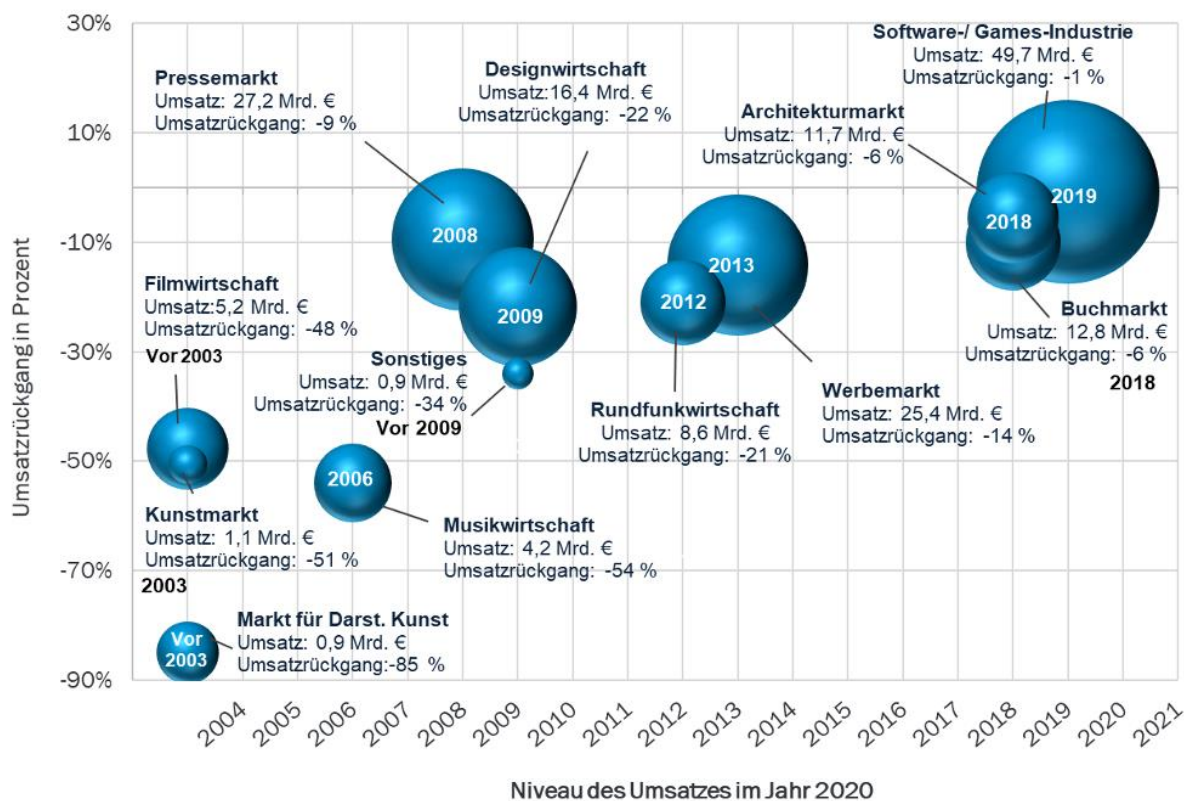 30%
10%
-10%
-30%
-50%
-70%
-90%
Umsatzrückgang in Prozent
Pressemarkt
Umsatz: 27,2 Mrd. €
Umsatzrückgang: -9 %
2008
Designwirtschaft
Umsatz:16,4 Mrd. €
Umsatzrückgang: -22 %
2009
Software-/ Games-Industrie
Umsatz: 49,7 Mrd. €
Umsatzrückgang: -1 %
2019
Architekturmarkt
Umsatz: 11,7 Mrd. €
Umsatzrückgang: -6 %
2018
Buchmarkt
Umsatz: 12,8 Mrd. €
Umsatzrückgang: -6 %
2018
Filmwirtschaft
Umsatz:5,2 Mrd. €
Umsatzrückgang: -48 %
Vor 2003
Sonstiges
Umsatz: 0,9 Mrd. €
Umsatzrückgang: -34 %
Vor 2009
2012
Rundfunkwirtschaft
Umsatz: 8,6 Mrd. €
Umsatzrückgang: -21 %
2013
Werbemarkt
Umsatz: 25,4 Mrd. €
Umsatzrückgang: -14 %
Kunstmarkt
Umsatz: 1,1 Mrd. €
Umsatzrückgang: -51 %
2003
2006
Musikwirtschaft
Umsatz: 4,2 Mrd. €
Umsatzrückgang: -54 %
Vor
2003
Markt für Darst. Kunst
Umsatz: 0,9 Mrd. €
Umsatzrückgang:-85 %
2004
2005
2006
2007
2008
2009
2010
2011
2012
2013
2015
2016
2017
2018
2019
2020
2021
Niveau des Umsatzes im Jahr 2020